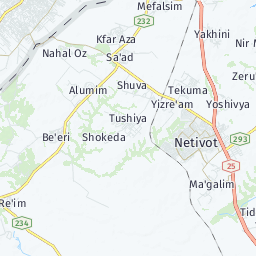 Mefalsim
232
Kfar Aza
Yakhini
Nahal Oz
Sa'ad
Nir M
Shuva
Zeru'
Alumim
Tekuma
Yizre'am
Yoshivya
Tushiya
Be'eri
Shokeda
Netivot
293
25
Ma'galim
Re'im
Tid
234